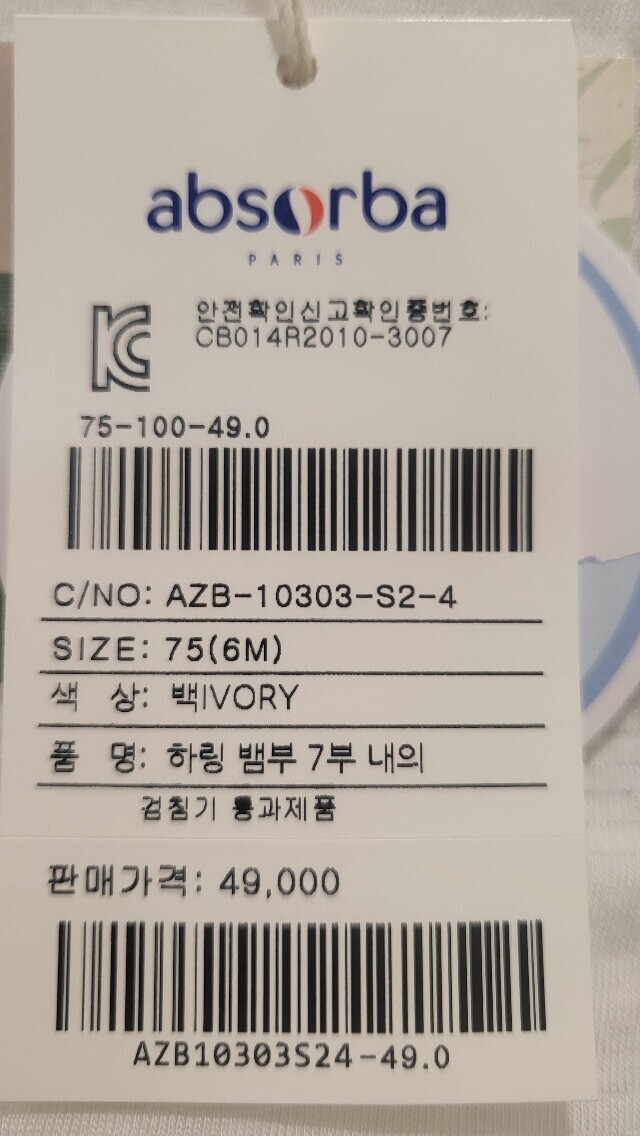 absorba
PARIS
안전확인신고확인증번호:
CB014R2010-3007
75-100-49.0
C/NO: AZB-10303-S2-4
SIZE: 75(6M)
색 상: 백IVORY
품 명: 하링 뱀부 7부 내의
검침기 통과제품
판매가격: 49,000
AZB10303S24-49.0